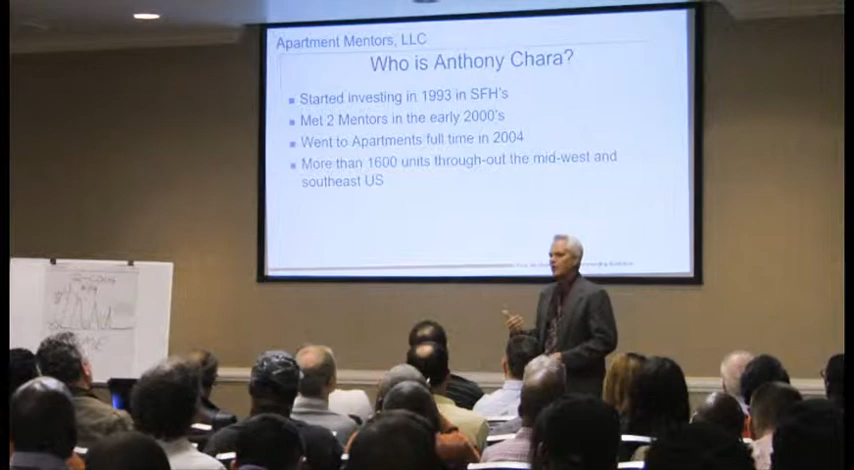 Apartment Mentors, LLC
Who is Anthony Chara?
Started investing in 1993 in SFH's
Met 2 Mentors in the early 2000's
Went to Apartments full time in 2004
More than 1600 units through-out the mid-west and
southeast US